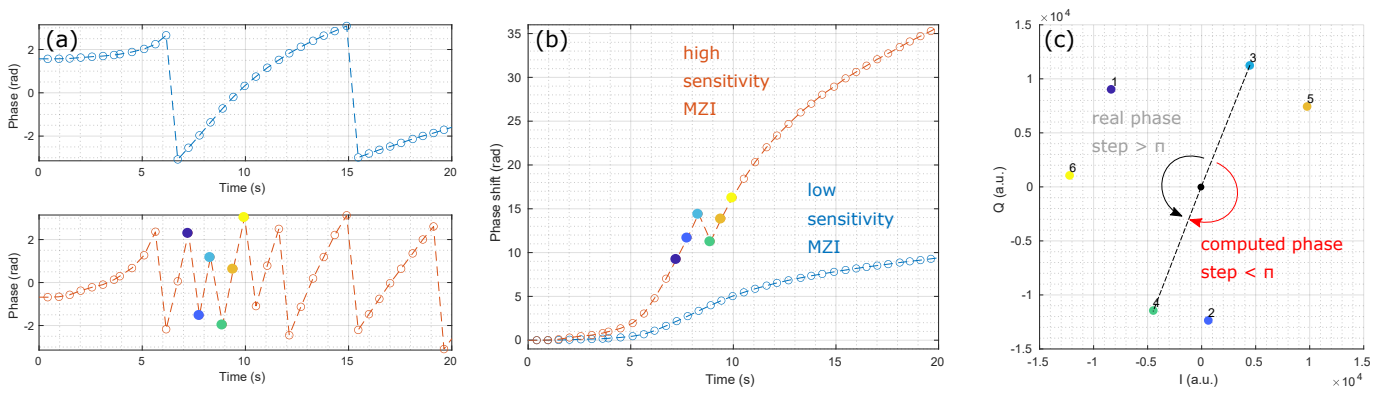 (a)
Phase (rad)
2
0
-2
0
5
10
15
20
Time (s)
Phase (rad)
2
0
-2
0
5
10
15
20
Time (s)
(b)
high
sensitivity
MZI
low
sensitivity
MZI
Phase shift (rad)
35
30
25
20
15
10
5
0
0
5
10
15
20
Time (s)
(c)
×10⁴
1.5
1
0.5
0
-0.5
-1
-1.5
Q (a.u.)
3
1
5
real phase
step > π
6
computed phase
step < π
4
2
-1.5
-1
-0.5
0
0.5
1
1.5
I (a.u.)
×10⁴